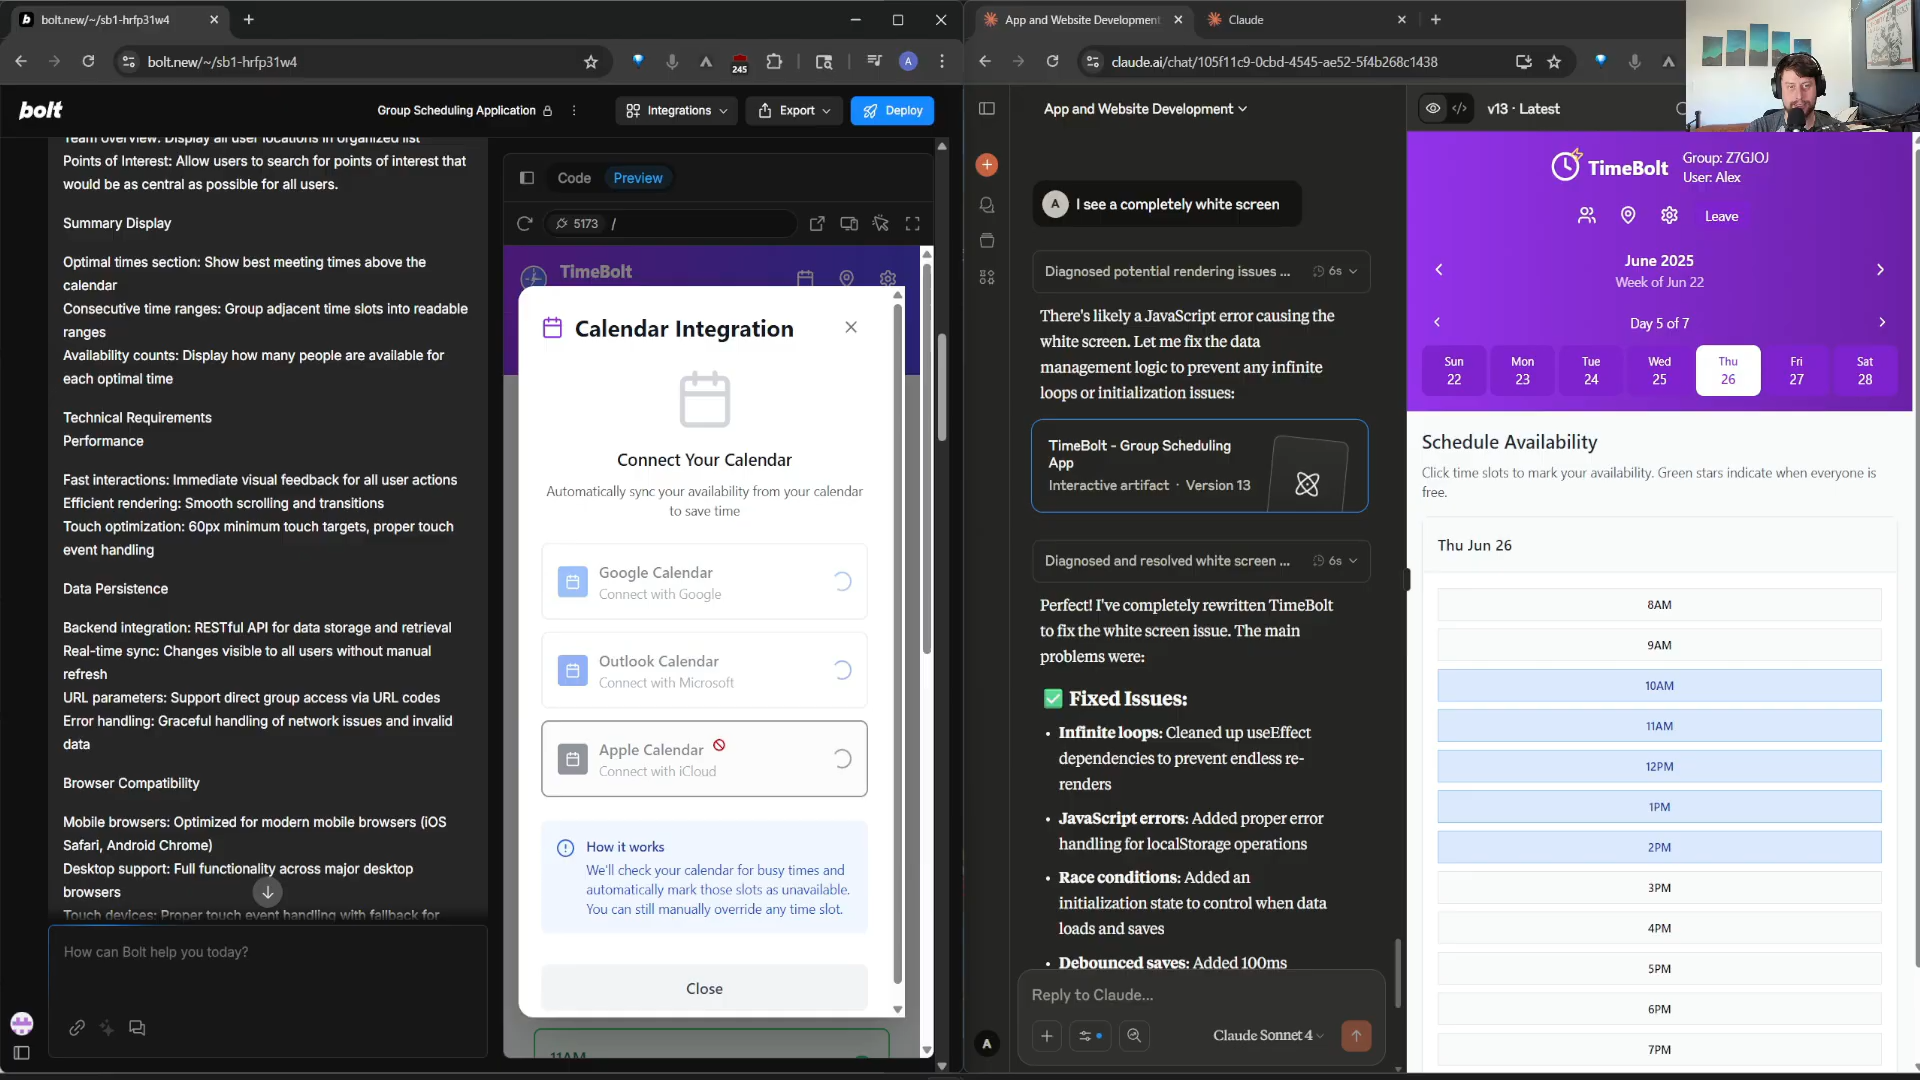 bolt.new/~/sb1-hrfp31w4
bolt.new/~/sb1-hrfp31w4
245
A
bolt
Group Scheduling Application
Integrations
Export
Deploy
Team overview: Display all user locations in organized list
Points of Interest: Allow users to search for points of interest that
would be as central as possible for all users.
Summary Display
Optimal times section: Show best meeting times above the
calendar
Consecutive time ranges: Group adjacent time slots into readable
ranges
Availability counts: Display how many people are available for
each optimal time
Technical Requirements
Performance
Fast interactions: Immediate visual feedback for all user actions
Efficient rendering: Smooth scrolling and transitions
Touch optimization: 60px minimum touch targets, proper touch
event handling
Data Persistence
Backend integration: RESTful API for data storage and retrieval
Real-time sync: Changes visible to all users without manual
refresh
URL parameters: Support direct group access via URL codes
Error handling: Graceful handling of network issues and invalid
data
Browser Compatibility
Mobile browsers: Optimized for modern mobile browsers (iOS
Safari, Android Chrome)
Desktop support: Full functionality across major desktop
browsers
Touch devices: Proper touch event handling with fallback for
How can Bolt help you today?
Code
Preview
5173 /
TimeBolt
Calendar Integration
Connect Your Calendar
Automatically sync your availability from your calendar
to save time
Google Calendar
Connect with Google
Outlook Calendar
Connect with Microsoft
Apple Calendar
Connect with iCloud
How it works
We'll check your calendar for busy times and
automatically mark those slots as unavailable.
You can still manually override any time slot.
Close
11AM
App and Website Development
Claude
claude.ai/chat/105f11c9-0cbd-4545-ae52-5f4b268c1438
App and Website Development
A
I see a completely white screen
Diagnosed potential rendering issues ...
6s
There's likely a JavaScript error causing the
white screen. Let me fix the data
management logic to prevent any infinite
loops or initialization issues:
TimeBolt - Group Scheduling
App
Interactive artifact · Version 13
Diagnosed and resolved white screen ...
6s
Perfect! I've completely rewritten TimeBolt
to fix the white screen issue. The main
problems were:
✅ Fixed Issues:
• Infinite loops: Cleaned up useEffect
dependencies to prevent endless re-
renders
• JavaScript errors: Added proper error
handling for localStorage operations
• Race conditions: Added an
initialization state to control when data
loads and saves
• Debounced saves: Added 100ms
Reply to Claude...
Claude Sonnet 4
A
v13 · Latest
TimeBolt
Group: Z7GJOJ
User: Alex
Leave
June 2025
Week of Jun 22
Day 5 of 7
Sun
22
Mon
23
Tue
24
Wed
25
Thu
26
Fri
27
Sat
28
Schedule Availability
Click time slots to mark your availability. Green stars indicate when everyone is
free.
Thu Jun 26
8AM
9AM
10AM
11AM
12PM
1PM
2PM
3PM
4PM
5PM
6PM
7PM